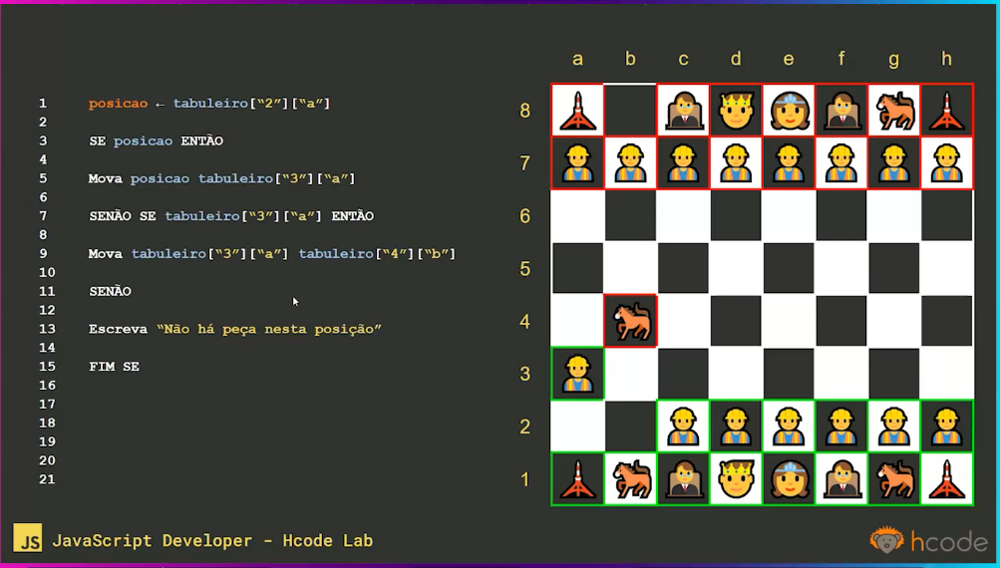 1 posicao ← tabuleiro[“2”][“a”]
2
3 SE posicao ENTÃO
4
5 Mova posicao tabuleiro[“3”][“a”]
6
7 SENÃO SE tabuleiro[“3”][“a”] ENTÃO
8
9 Mova tabuleiro[“3”][“a”] tabuleiro[“4”][“b”]
10
11 SENÃO
12
13 Escreva “Não há peça nesta posição”
14
15 FIM SE
16
17
18
19
20
21
a b c d e f g h
8
7
6
5
4
3
2
1
JS JavaScript Developer - Hcode Lab
hcode